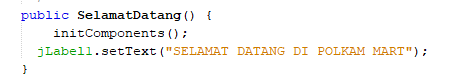 public SelamatDatang() {
initComponents();
jLabel1.setText("SELAMAT DATANG DI POLKAM MART");
}